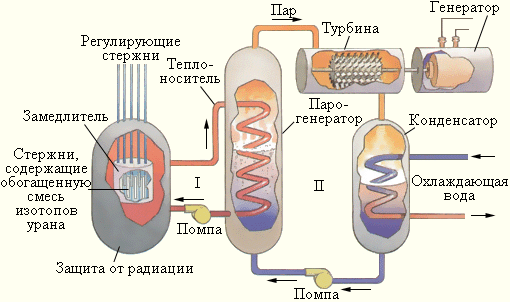 Пар
Генератор
Турбина
Регулирующие
стержни
Тепло-
носитель
Замедлитель
Паро-
генератор
Конденсатор
Стержни,
содержащие
обогащенную
смесь
изотопов
урана
I
II
Охлаждающая
вода
Помпа
Защита от радиации
Помпа